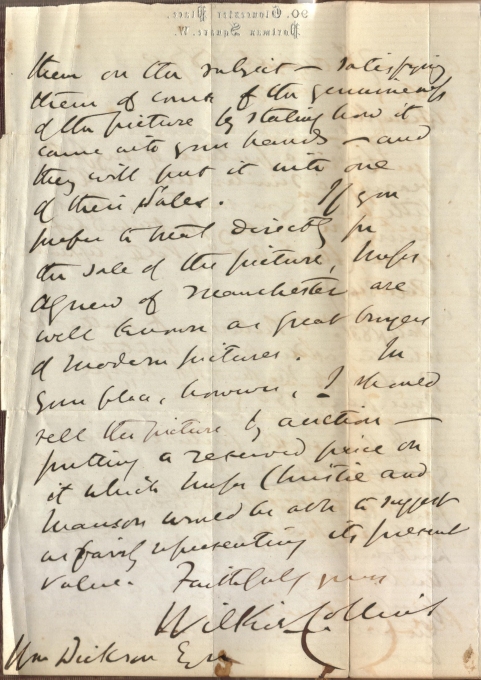 90. Gloucester Place,
Portman Square. W.
them on the subject – satisfying
them of course of the genuineness
of the picture by stating how it
came into your hands – and
they will put it into one
of their Sales. If you
prefer to treat directly for
the sale of the picture, Messrs
Agnew of Manchester are
well known as great buyers
of modern pictures. In
your place, however, I should
sell the picture by auction –
putting a reserved price on
it which Messrs Christie and
Manson would be able to suggest
as fairly representing its present
value. Faithfully yours
Wilkie Collins
Wm Dickson Esqre